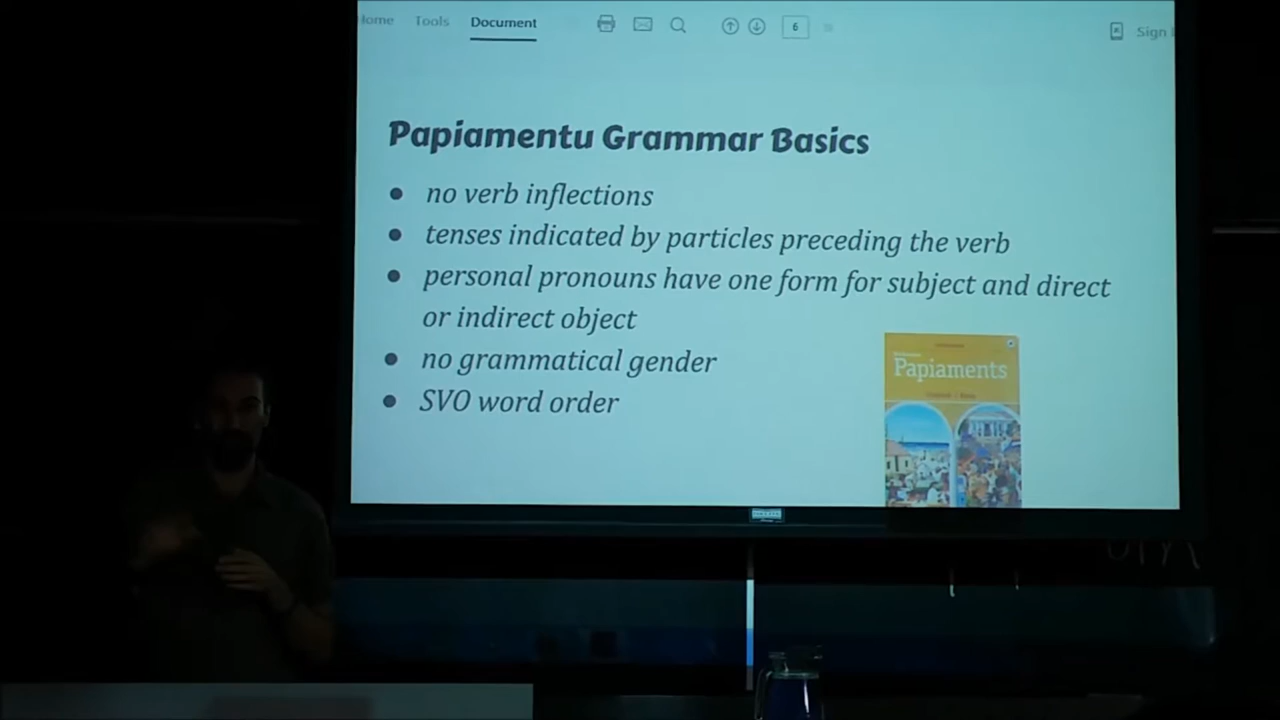 Home Tools Document 6 Sign
Papiamentu Grammar Basics
no verb inflections
tenses indicated by particles preceding the verb
personal pronouns have one form for subject and direct
or indirect object
no grammatical gender
SVO word order
Papiaments